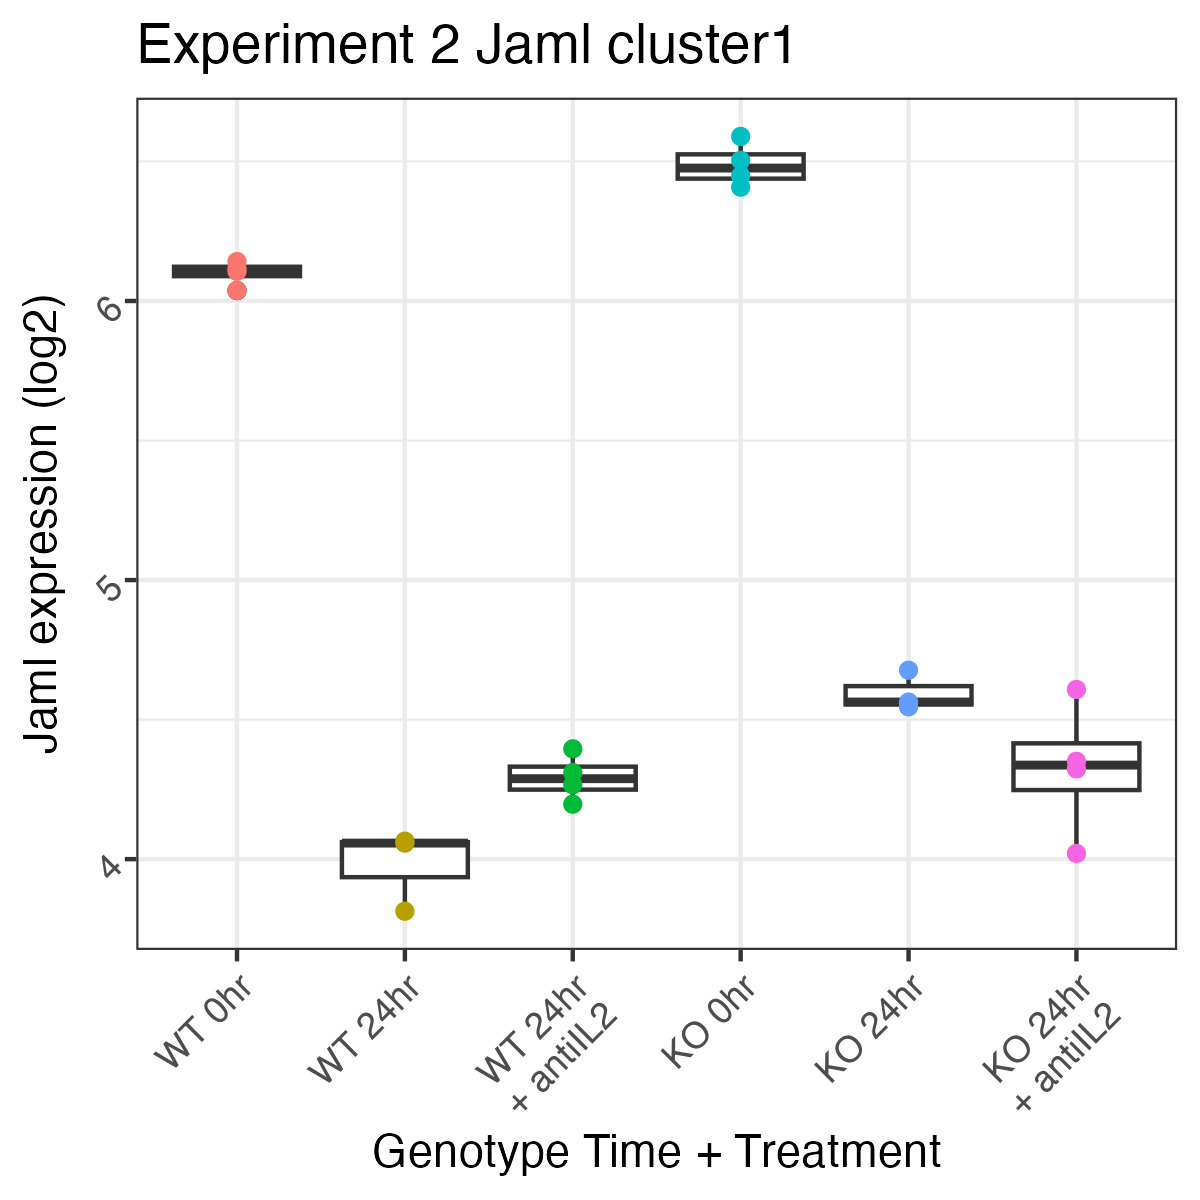 Experiment 2 Jaml cluster1
Jaml expression (log2)
6
5
4
WT 0hr
WT 24hr
WT 24hr
+ antiIL2
KO 0hr
KO 24hr
KO 24hr
+ antiIL2
Genotype Time + Treatment